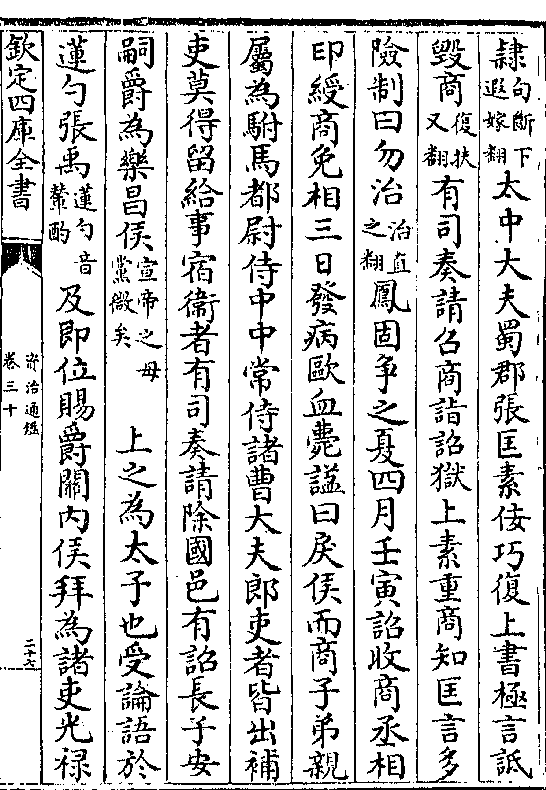 隸句斷下遐嫁翻太中大夫蜀郡張匡素佞巧復上書極言詆
毀商復扶又翻有司奏請召商詣詔獄上素重商知匡言多
險制曰勿治治直之翻鳳固爭之夏四月壬寅詔收商丞相
印綬商免相三日發病歐血薨諡曰戾侯而商子弟親
屬為駙馬都尉侍中中常侍諸曹大夫郎吏者皆出補
吏莫得留給事宿衛者有司奏請除國邑有詔長子安
嗣爵為樂昌侯宣帝之母黨微矣 上之為太子也受論語於
蓮勺張禹蓮勺音輦酌及即位賜爵關内侯拜為諸吏光禄
欽定四庫全書
資治通鑑
卷三十
二十六